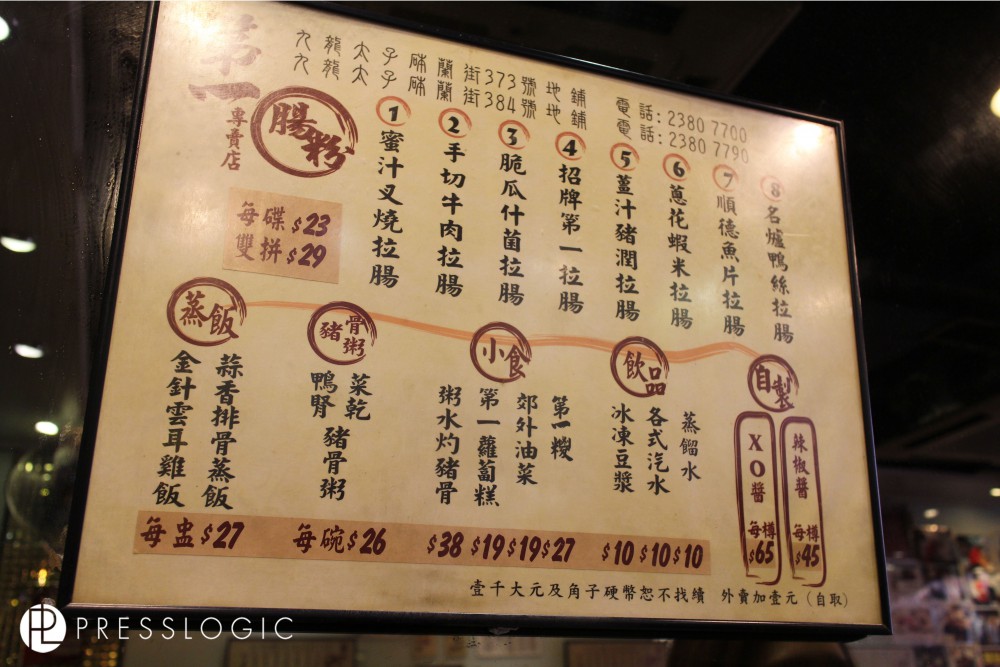 第一
專賣店
腸粉
九龍太子砵蘭街373號地舖 電話:2380 7700
九龍太子砵蘭街384號地舖 電話:2380 7790
每碟$23
雙拼$29
1 蜜汁叉燒拉腸
2 手切牛肉拉腸
3 脆瓜什菌拉腸
4 招牌第一拉腸
5 薑汁豬潤拉腸
6 蔥花蝦米拉腸
7 順德魚片拉腸
8 名爐鴨絲拉腸
蒸飯
蒜香排骨蒸飯
金針雲耳雞飯
每盅$27
豬骨粥
菜乾豬骨粥
鴨腎
每碗$26
小食
粥水灼豬骨
第一蘿蔔糕
郊外油菜
第一糉
$38 $19 $19 $27
飲品
冰凍豆漿
各式汽水
蒸餾水
$10 $10 $10
自製
XO醬 每樽$65
辣椒醬 每樽$45
壹千大元及角子硬幣恕不找續 外賣加壹元(自取)
PL PRESSLOGIC